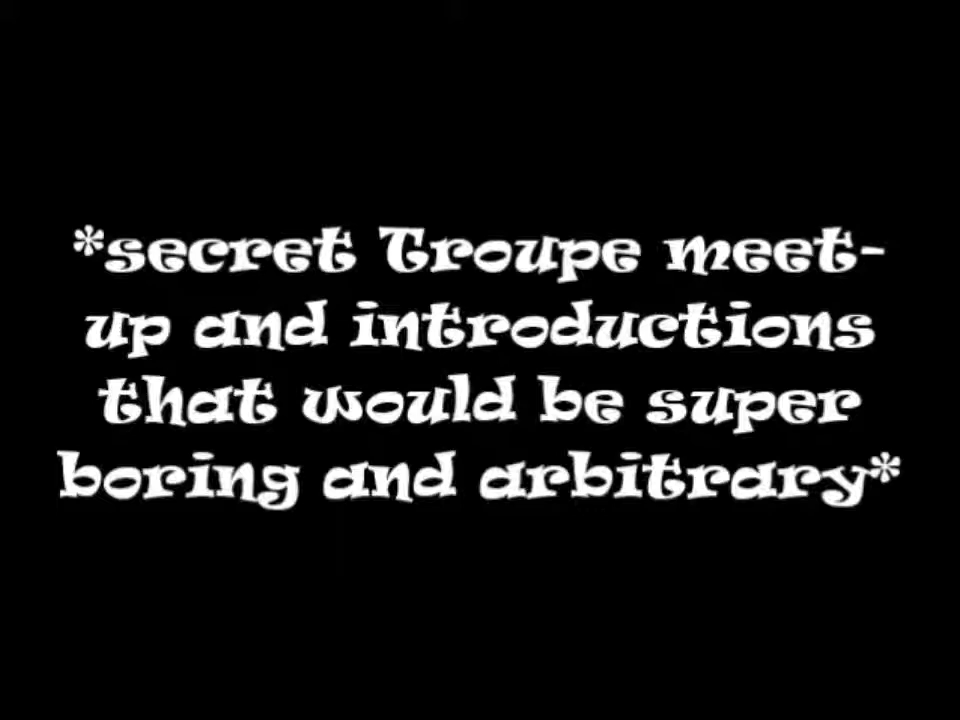 *secret Troupe meet-
up and introductions
that would be super
boring and arbitrary*